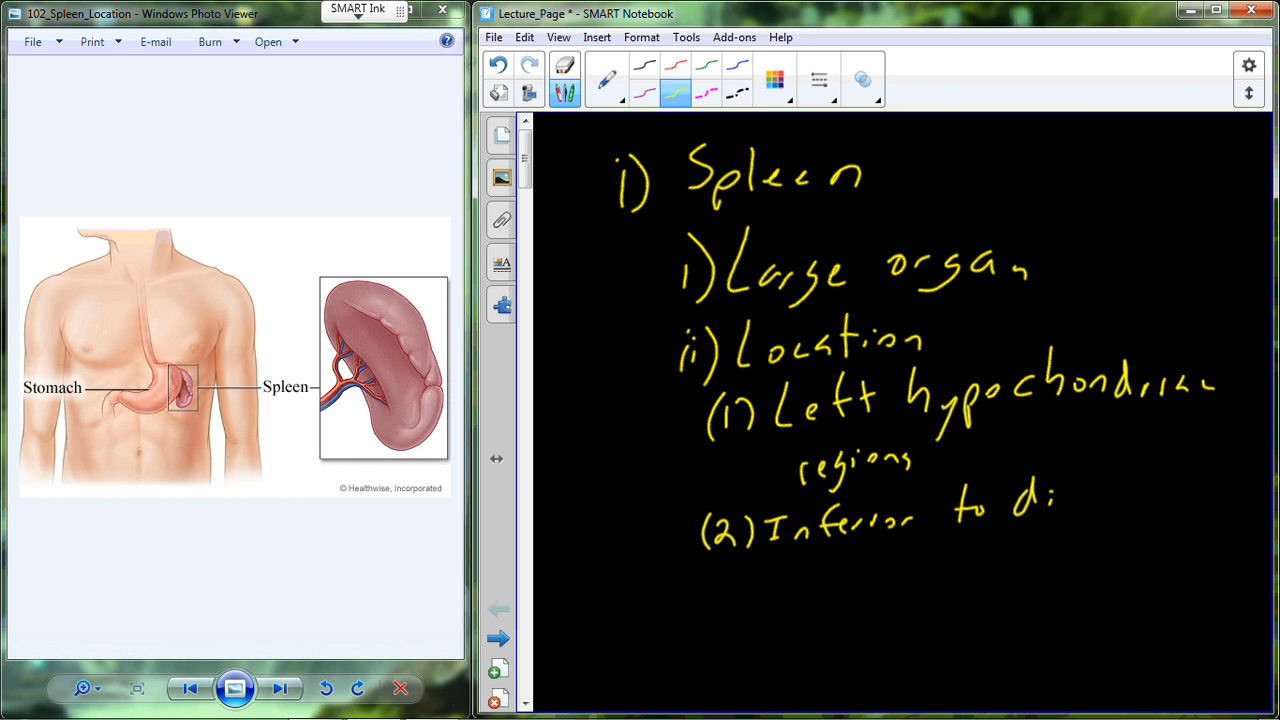 102_Spleen_Location - Windows Photo Viewer
SMART Ink
File Print E-mail Burn Open
Stomach
Spleen
© Healthwise, Incorporated
Lecture_Page * - SMART Notebook
File Edit View Insert Format Tools Add-ons Help
i) Spleen
i) Large organ
ii) Location
(1) Left hypochondriac
regions
(2) Inferior to di